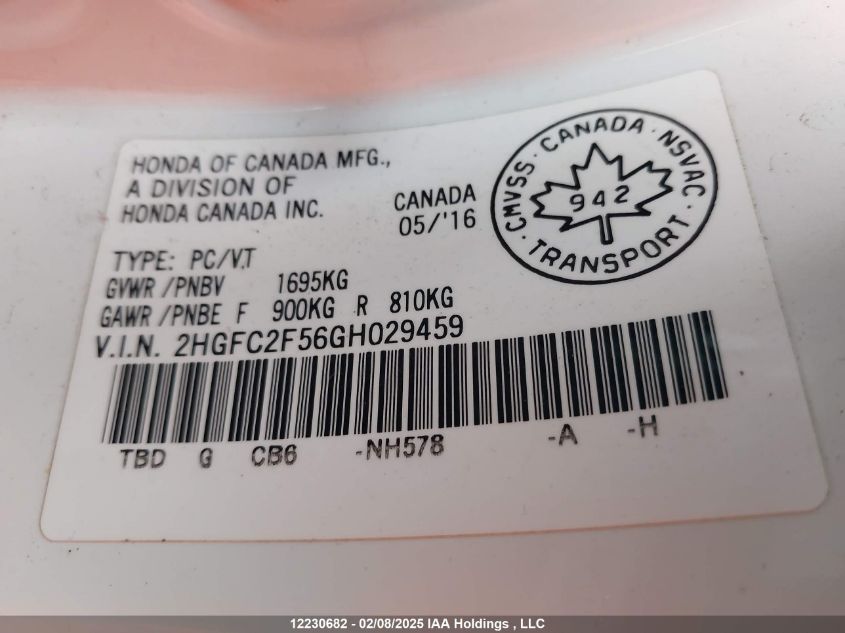 HONDA OF CANADA MFG.,
A DIVISION OF
HONDA CANADA INC.
CANADA
05/'16
CMVSS · CANADA · NSVAC
942
· TRANSPORT ·
TYPE: PC/VT
GVWR /PNBV 1695KG
GAWR /PNBE F 900KG R 810KG
V.I.N. 2HGFC2F56GH029459
TBD G CB6 -NH578 -A -H
12230682 - 02/08/2025 IAA Holdings , LLC